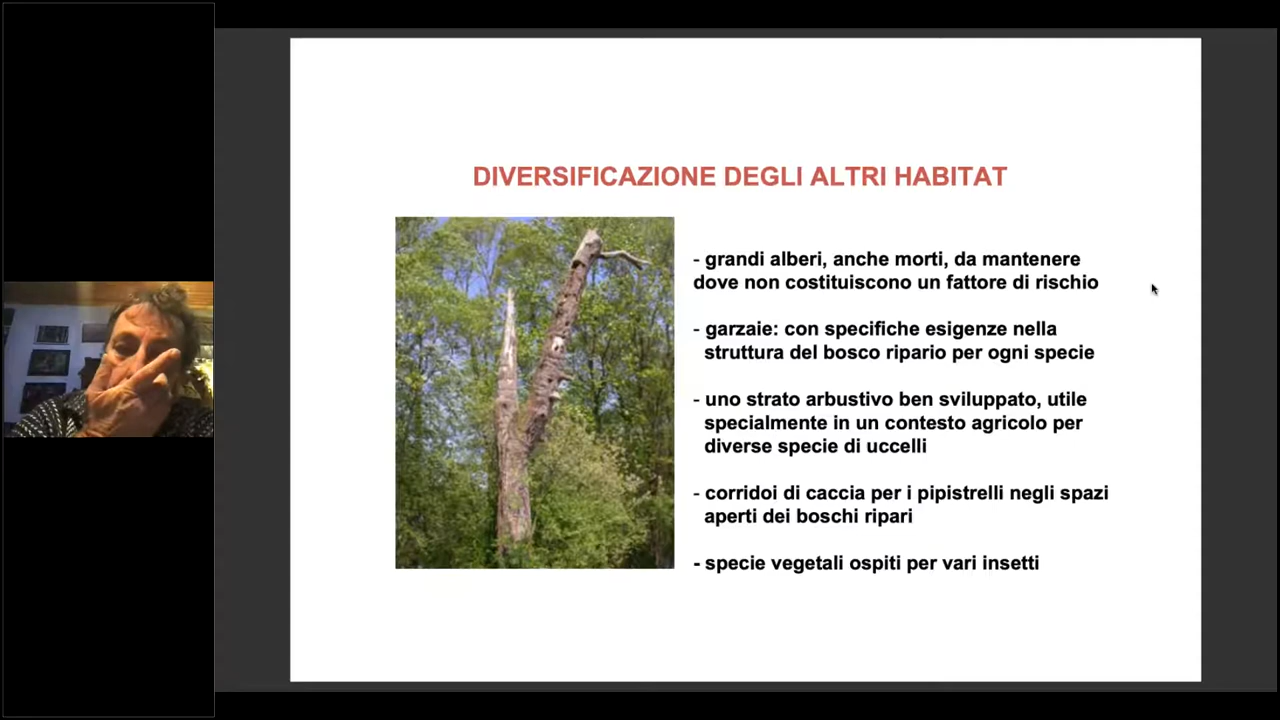 DIVERSIFICAZIONE DEGLI ALTRI HABITAT
- grandi alberi, anche morti, da mantenere
dove non costituiscono un fattore di rischio
- garzaie: con specifiche esigenze nella
struttura del bosco ripario per ogni specie
- uno strato arbustivo ben sviluppato, utile
specialmente in un contesto agricolo per
diverse specie di uccelli
- corridoi di caccia per i pipistrelli negli spazi
aperti dei boschi ripari
- specie vegetali ospiti per vari insetti